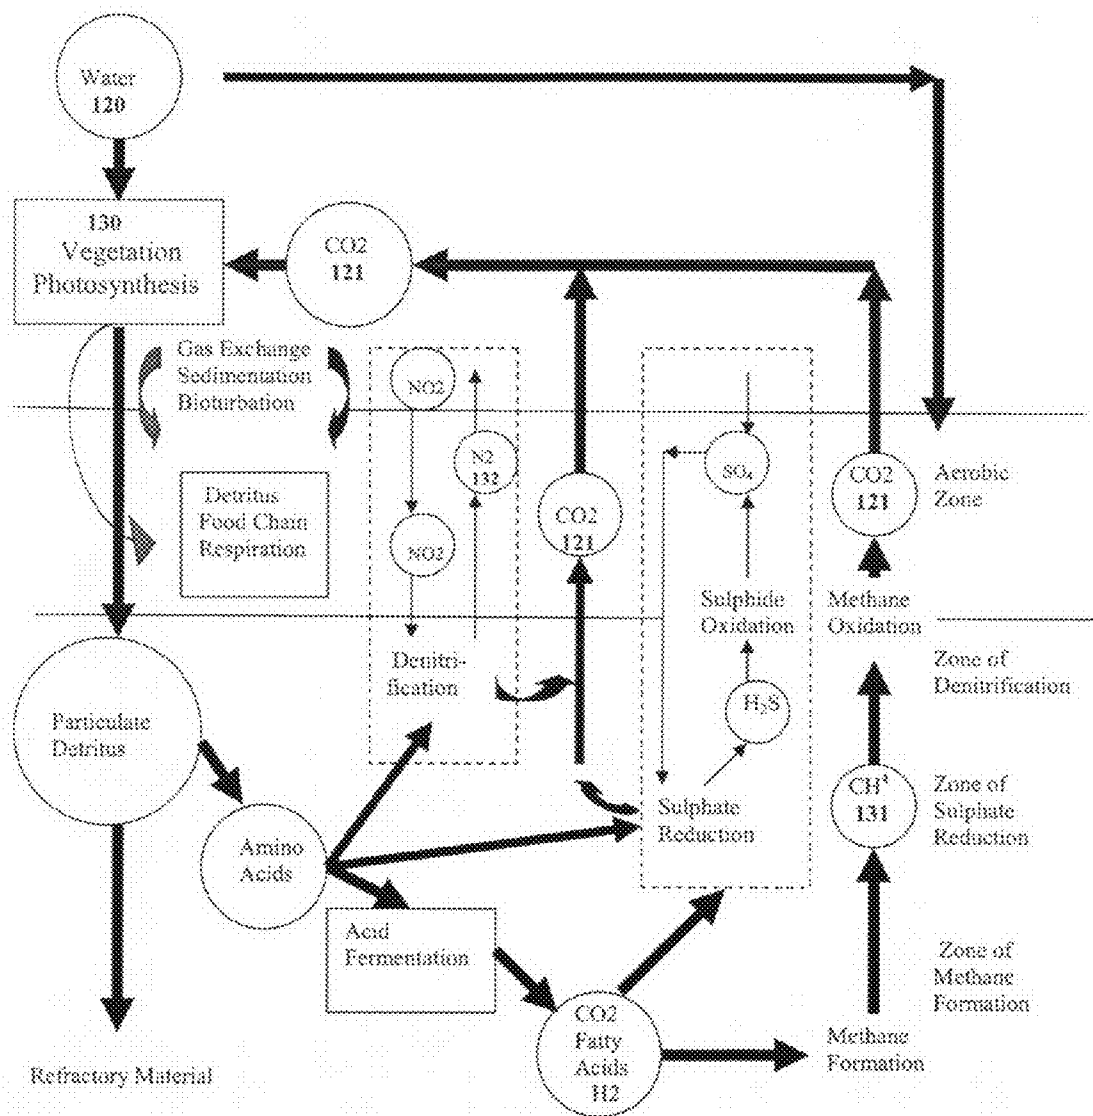 Water
120
130
Vegetation
Photosynthesis
CO2
121
Gas Exchange
Sedimentation
Bioturbation
NO2
N2
132
SO₄
CO2
121
CO2
121
Aerobic
Zone
Detritus
Food Chain
Respiration
NO2
Sulphide
Oxidation
Methane
Oxidation
Denitri-
fication
Zone of
Denitrification
Particulate
Detritus
H₂S
CH⁴
131
Zone of
Sulphate
Reduction
Sulphate
Reduction
Amino
Acids
Acid
Fermentation
Zone of
Methane
Formation
CO2
Fatty
Acids
H2
Methane
Formation
Refractory Material